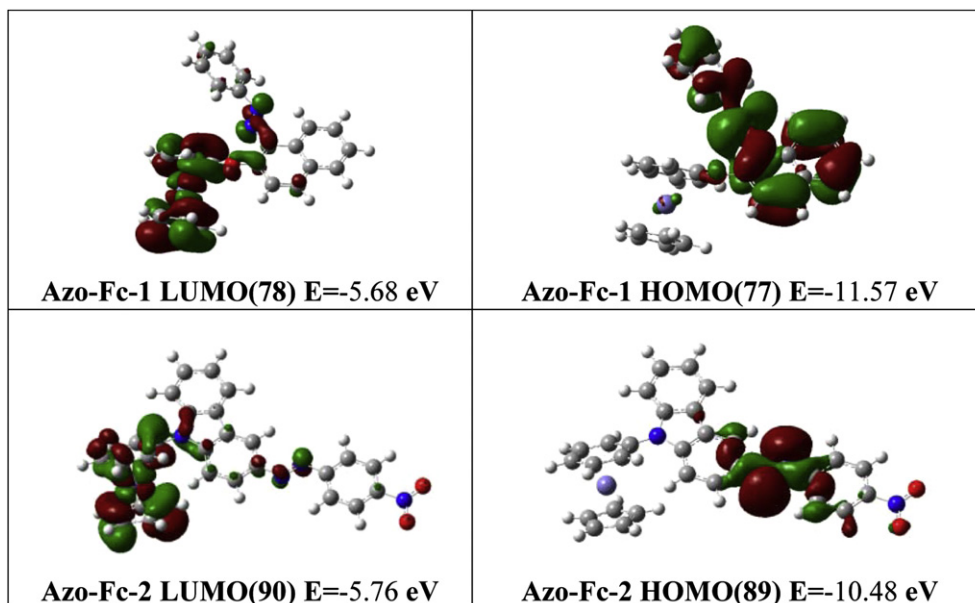 Azo-Fc-1 LUMO(78) E=-5.68 eV
Azo-Fc-1 HOMO(77) E=-11.57 eV
Azo-Fc-2 LUMO(90) E=-5.76 eV
Azo-Fc-2 HOMO(89) E=-10.48 eV